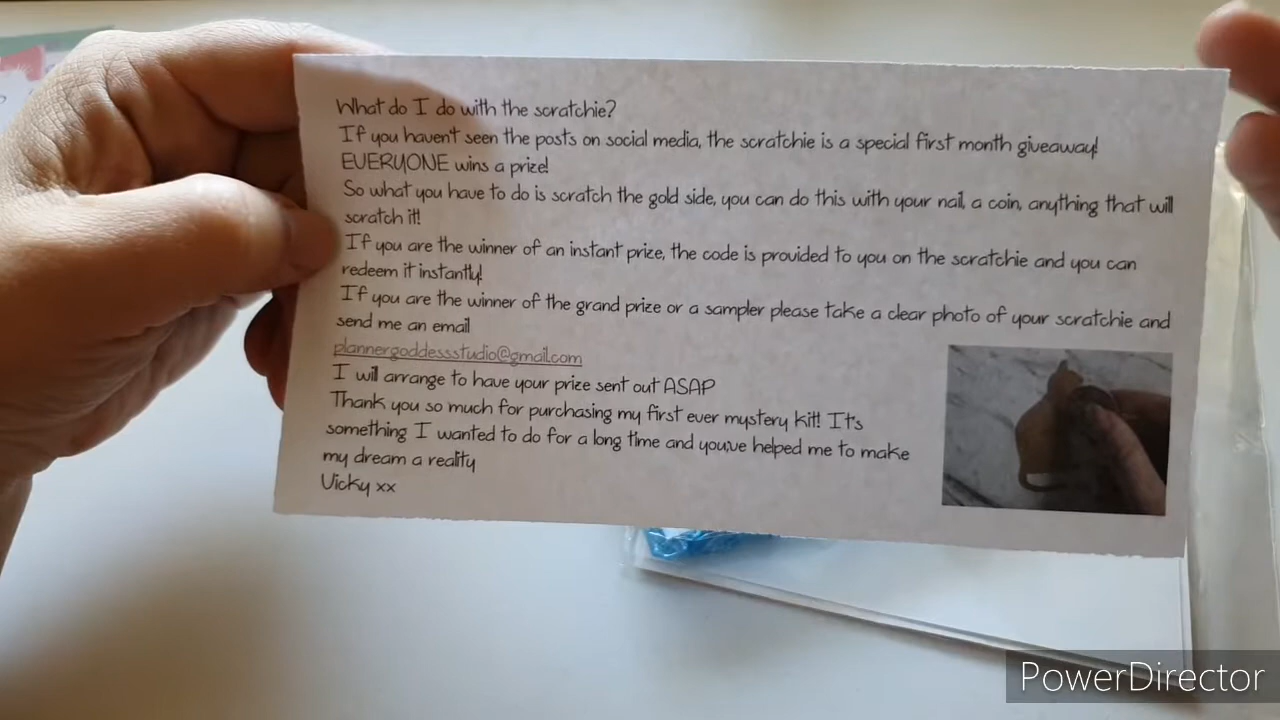 What do I do with the scratchie?
If you haven't seen the posts on social media, the scratchie is a special first month giveaway!
EVERYONE wins a prize!
So what you have to do is scratch the gold side, you can do this with your nail, a coin, anything that will
scratch it!
If you are the winner of an instant prize, the code is provided to you on the scratchie and you can
redeem it instantly!
If you are the winner of the grand prize or a sampler please take a clear photo of your scratchie and
send me an email
plannergoddessstudio@gmail.com
I will arrange to have your prize sent out ASAP
Thank you so much for purchasing my first ever mystery kit! It's
something I wanted to do for a long time and you've helped me to make
my dream a reality
Vicky xx
PowerDirector